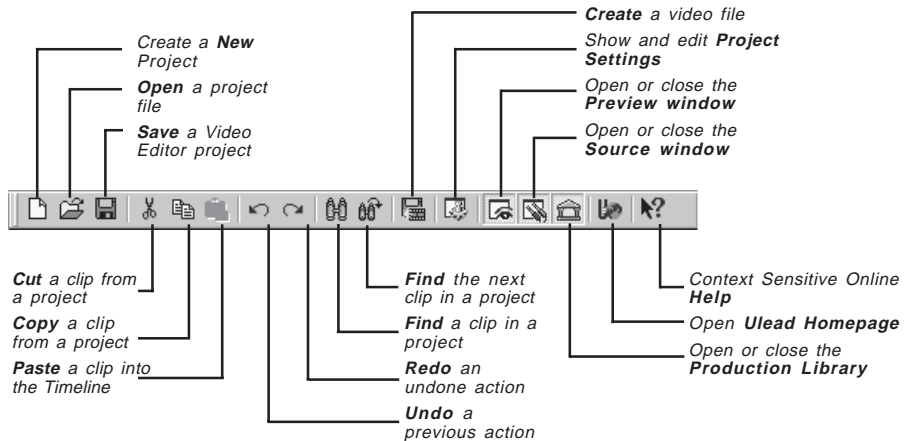 Create a New
Project
Open a project
file
Save a Video
Editor project
Create a video file
Show and edit Project
Settings
Open or close the
Preview window
Open or close the
Source window
Cut a clip from
a project
Copy a clip
from a project
Paste a clip into
the Timeline
Find the next
clip in a project
Find a clip in a
project
Redo an
undone action
Undo a
previous action
Context Sensitive Online
Help
Open Ulead Homepage
Open or close the
Production Library